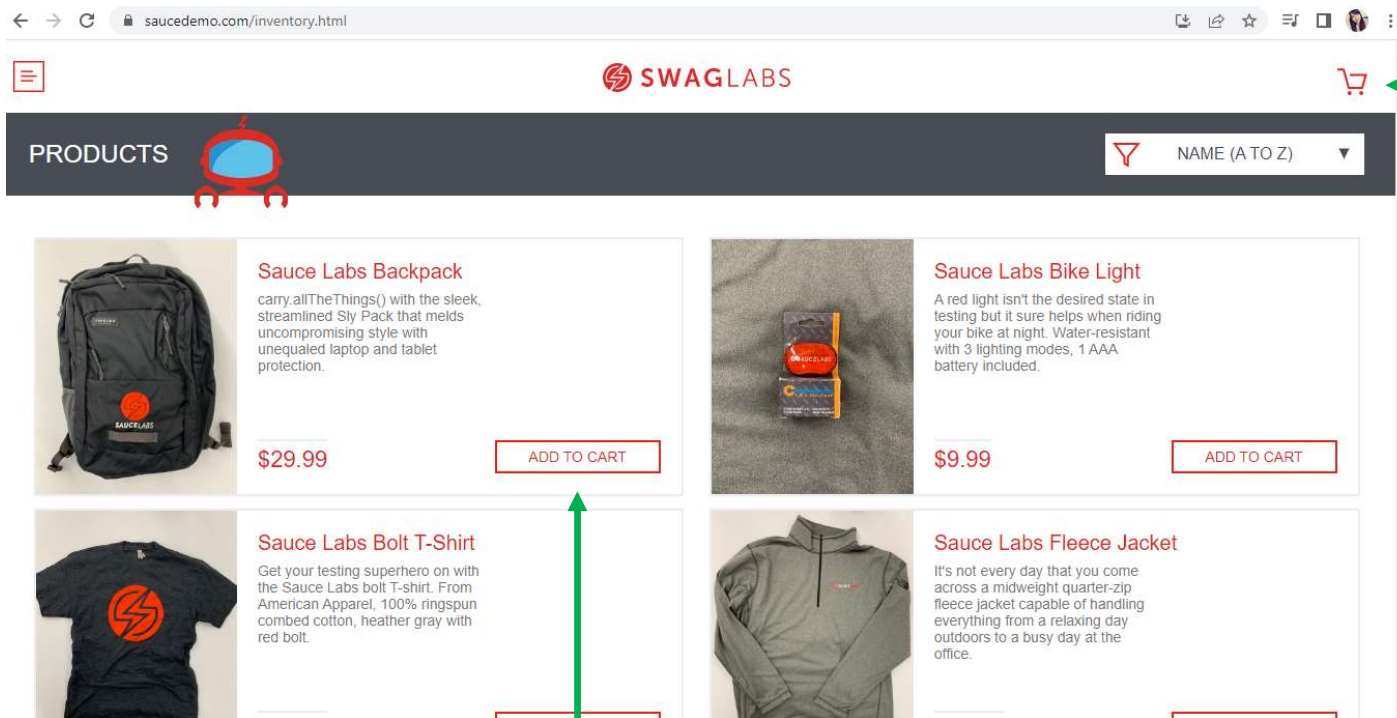 saucedemo.com/inventory.html
SWAGLABS
PRODUCTS
NAME (A TO Z)
Sauce Labs Backpack
carry.allTheThings() with the sleek,
streamlined Sly Pack that melds
uncompromising style with
unequaled laptop and tablet
protection.
$29.99
ADD TO CART
SAUCELABS
Sauce Labs Bike Light
A red light isn't the desired state in
testing but it sure helps when riding
your bike at night. Water-resistant
with 3 lighting modes, 1 AAA
battery included.
$9.99
ADD TO CART
SAUCELABS
Sauce Labs Bolt T-Shirt
Get your testing superhero on with
the Sauce Labs bolt T-shirt. From
American Apparel, 100% ringspun
combed cotton, heather gray with
red bolt.
Sauce Labs Fleece Jacket
It's not every day that you come
across a midweight quarter-zip
fleece jacket capable of handling
everything from a relaxing day
outdoors to a busy day at the
office.